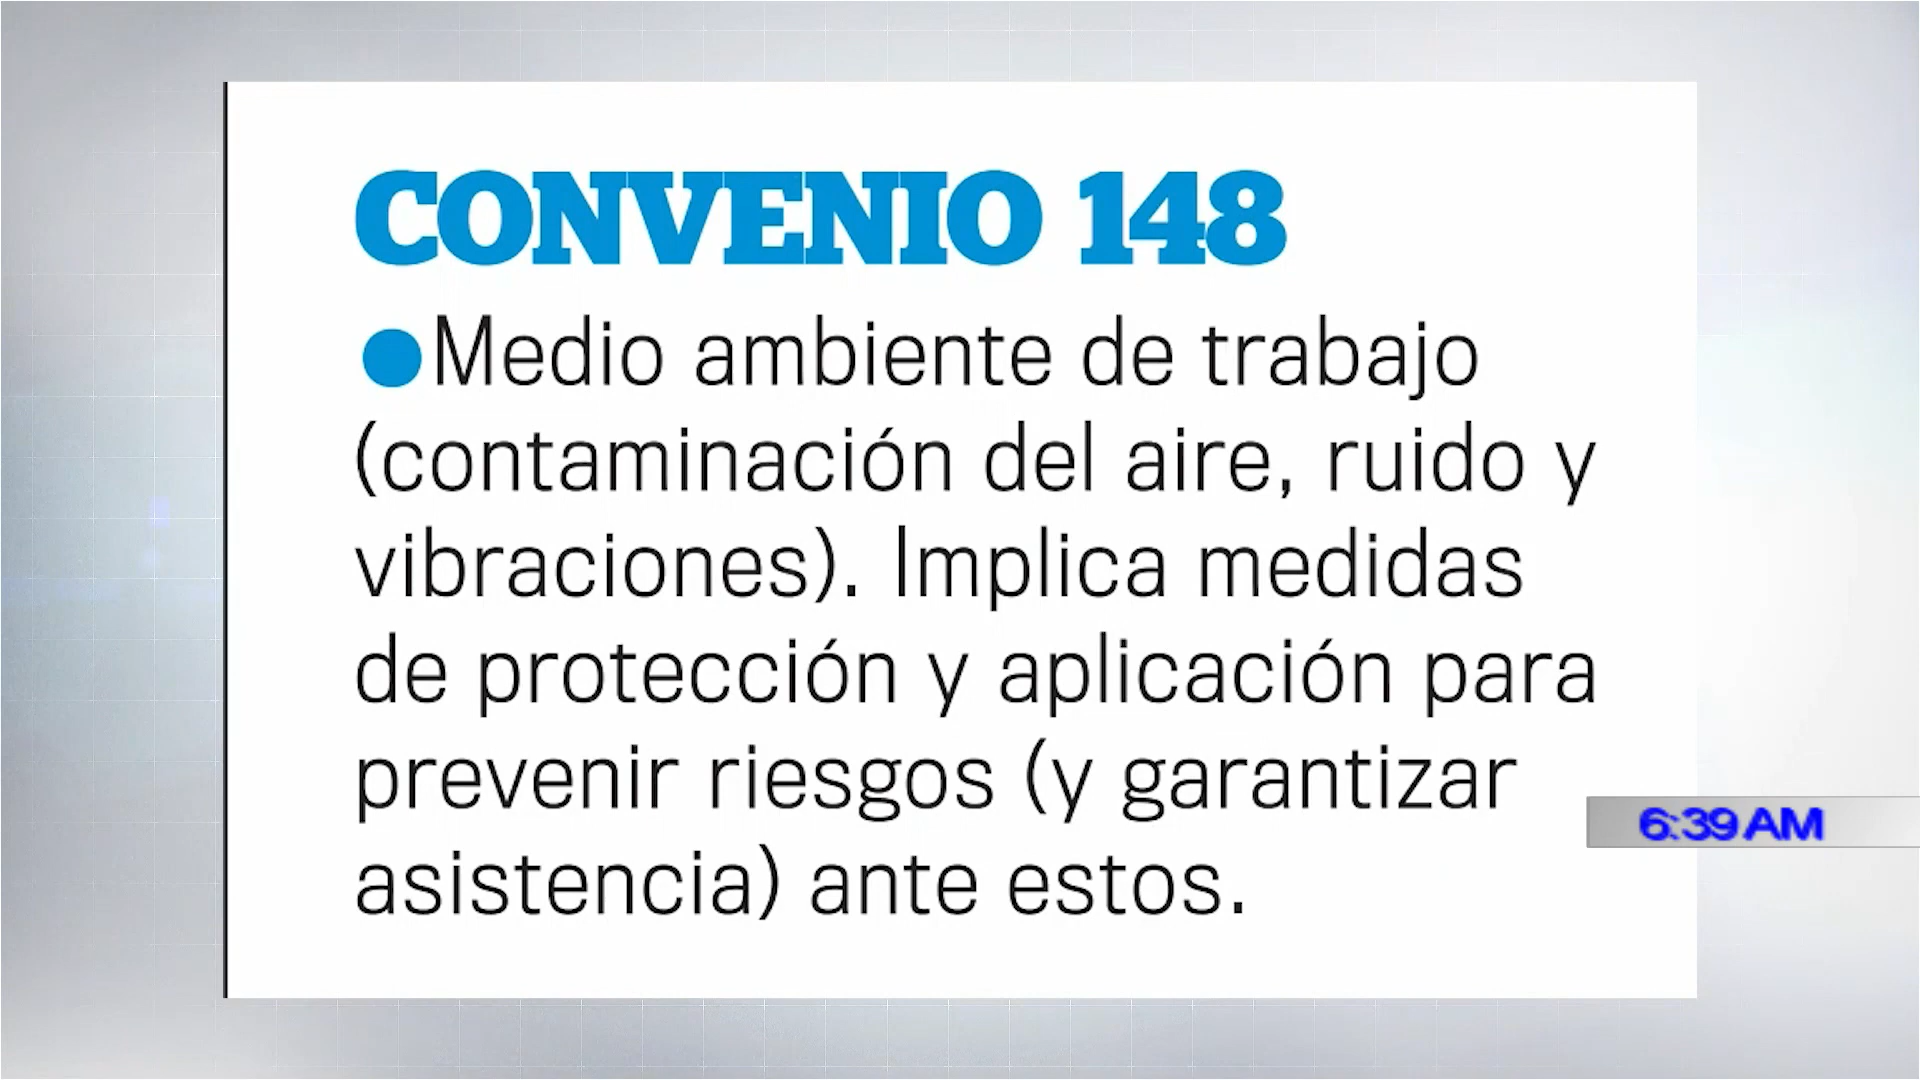 CONVENIO 148
●Medio ambiente de trabajo
(contaminación del aire, ruido y
vibraciones). Implica medidas
de protección y aplicación para
prevenir riesgos (y garantizar
asistencia) ante estos.
6:39 AM